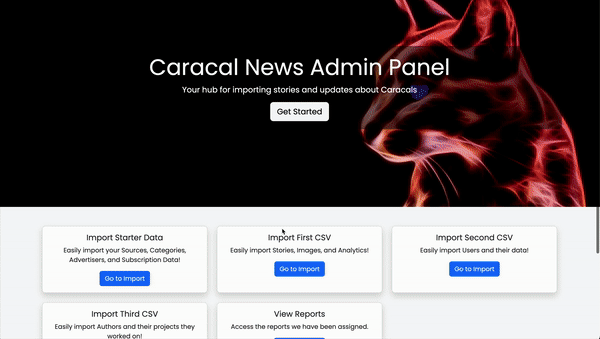 Caracal News Admin Panel
Your hub for importing stories and updates about Caracals
Get Started
Import Starter Data
Easily import your Sources, Categories,
Advertisers, and Subscription Data!
Go to Import
Import First CSV
Easily import Stories, Images, and Analytics!
Go to Import
Import Second CSV
Easily import Users and their data!
Go to Import
Import Third CSV
Easily import Authors and their projects they
worked on!
View Reports
Access the reports we have been assigned.